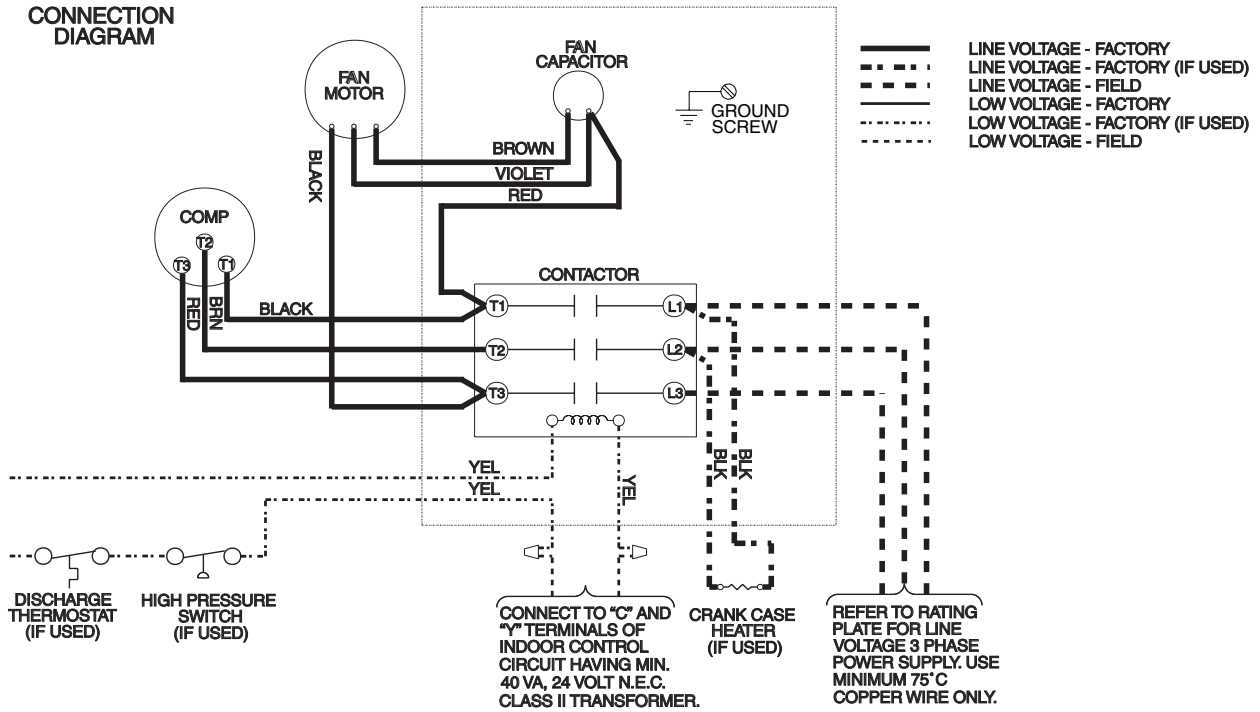 CONNECTION
DIAGRAM
FAN
MOTOR
FAN
CAPACITOR
GROUND
SCREW
LINE VOLTAGE - FACTORY
LINE VOLTAGE - FACTORY (IF USED)
LINE VOLTAGE - FIELD
LOW VOLTAGE - FACTORY
LOW VOLTAGE - FACTORY (IF USED)
LOW VOLTAGE - FIELD
BROWN
VIOLET
RED
BLACK
COMP
T2
T3
T1
RED
BRN
BLACK
CONTACTOR
T1
L1
T2
L2
T3
L3
YEL
YEL
YEL
BLK
BLK
DISCHARGE
THERMOSTAT
(IF USED)
HIGH PRESSURE
SWITCH
(IF USED)
CONNECT TO “C” AND
“Y” TERMINALS OF
INDOOR CONTROL
CIRCUIT HAVING MIN.
40 VA, 24 VOLT N.E.C.
CLASS II TRANSFORMER.
CRANK CASE
HEATER
(IF USED)
REFER TO RATING
PLATE FOR LINE
VOLTAGE 3 PHASE
POWER SUPPLY. USE
MINIMUM 75°C
COPPER WIRE ONLY.